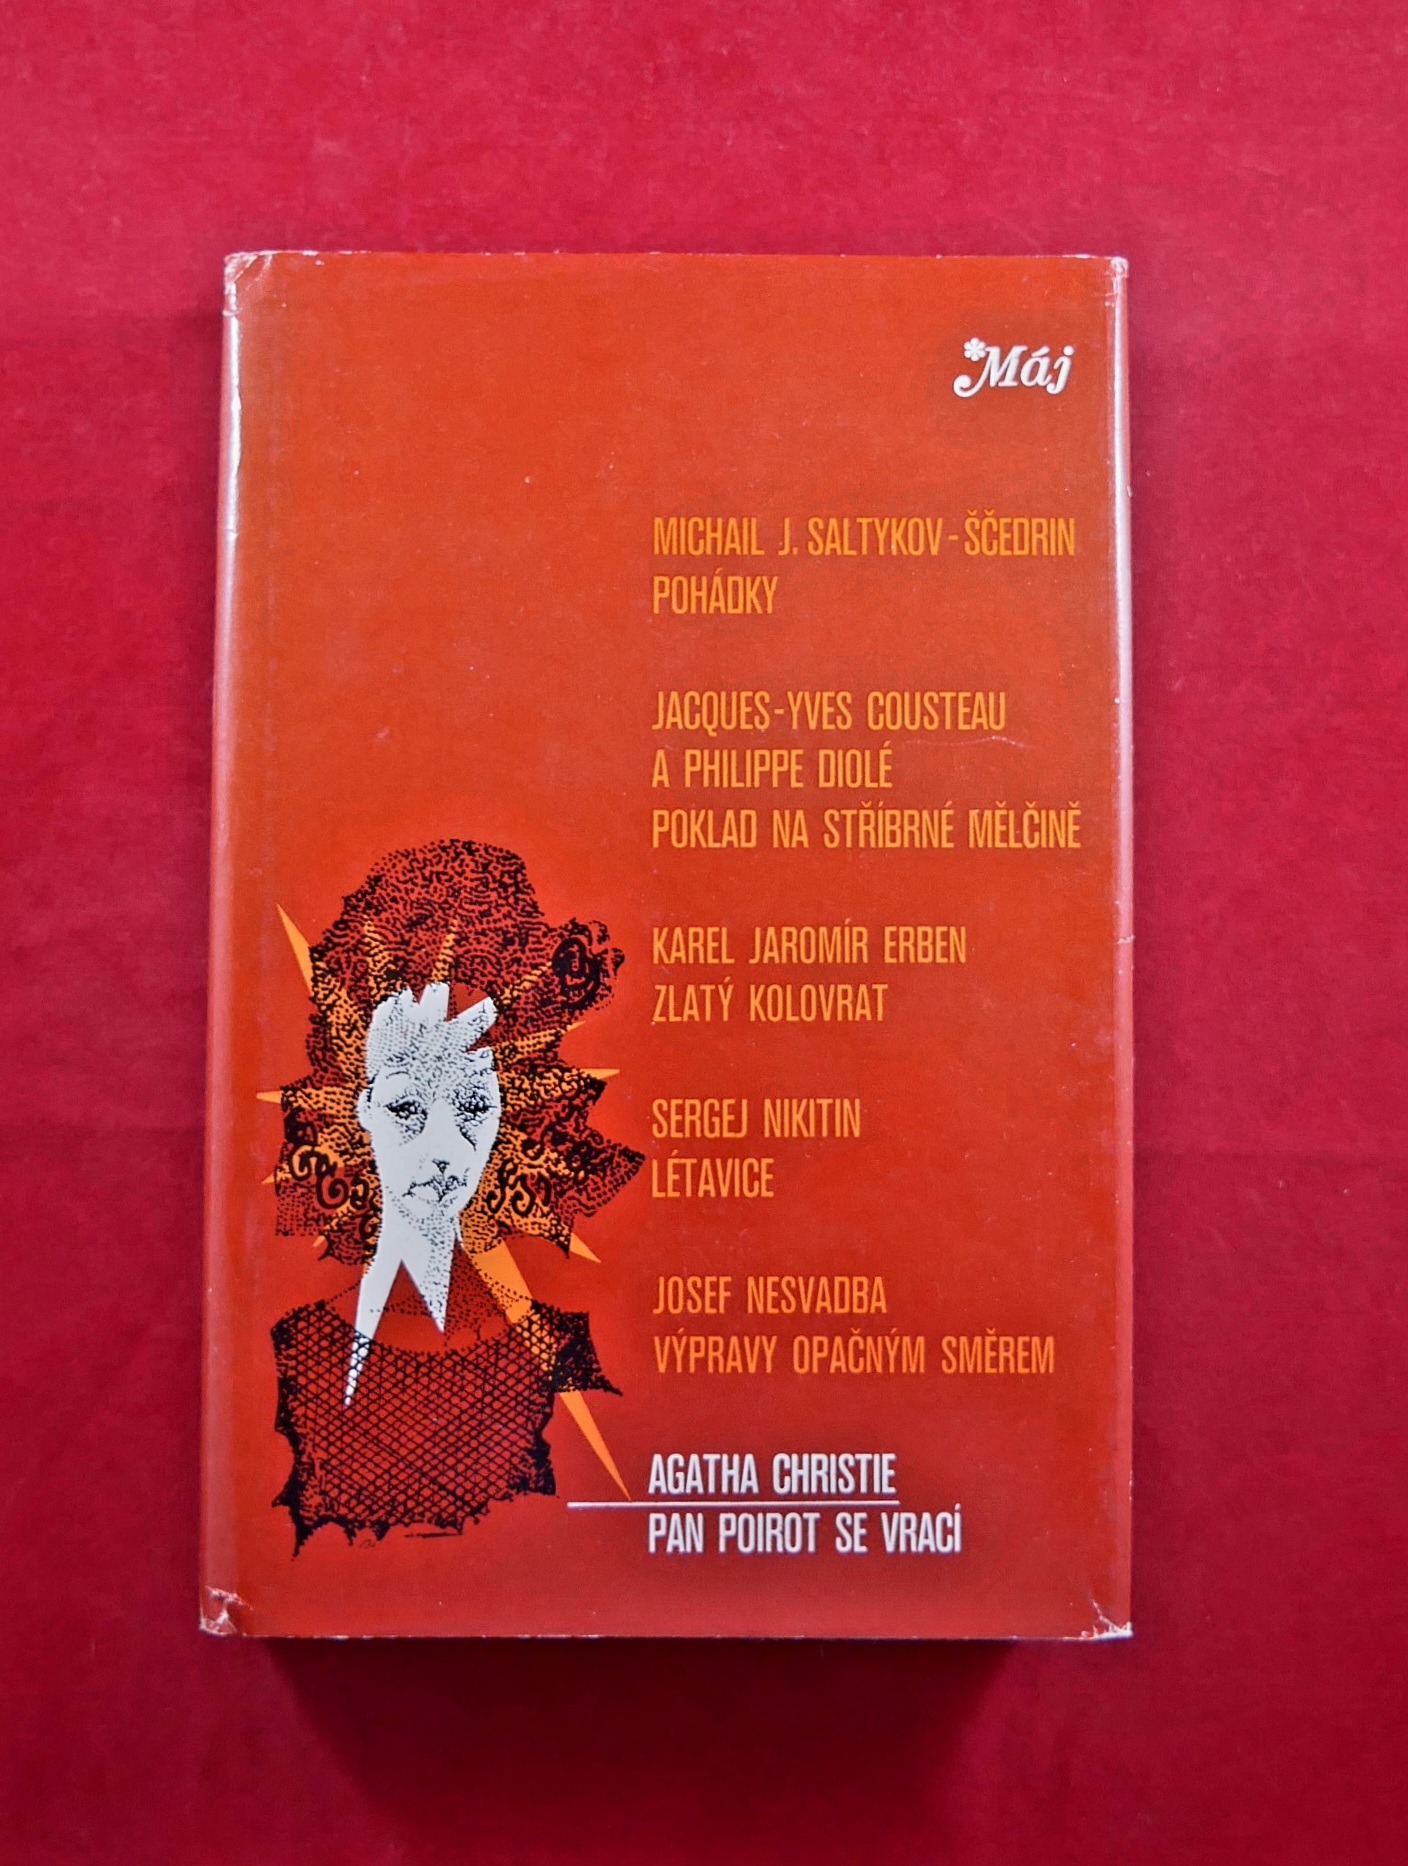 Máj
MICHAIL J. SALTYKOV-ŠČEDRIN
POHÁDKY
JACQUES-YVES COUSTEAU
A PHILIPPE DIOLÉ
POKLAD NA STŘÍBRNÉ MĚLČINĚ
KAREL JAROMÍR ERBEN
ZLATÝ KOLOVRAT
SERGEJ NIKITIN
LÉTAVICE
JOSEF NESVADBA
VÝPRAVY OPAČNÝM SMĚREM
AGATHA CHRISTIE
PAN POIROT SE VRACÍ